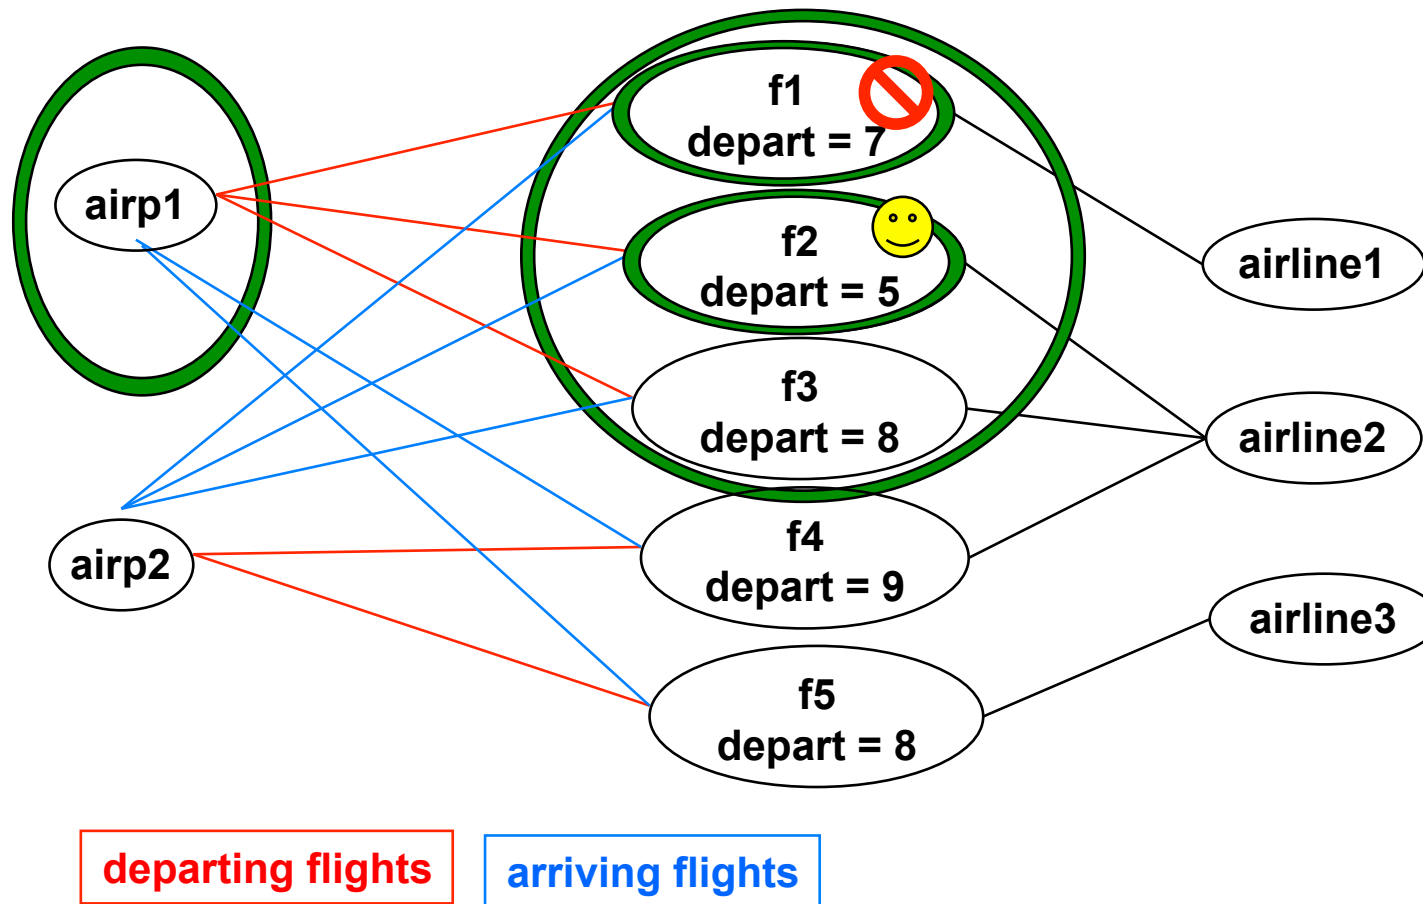 f1
depart = 7
airp1
f2
depart = 5
airline1
f3
depart = 8
airline2
f4
depart = 9
airp2
airline3
f5
depart = 8
departing flights
arriving flights